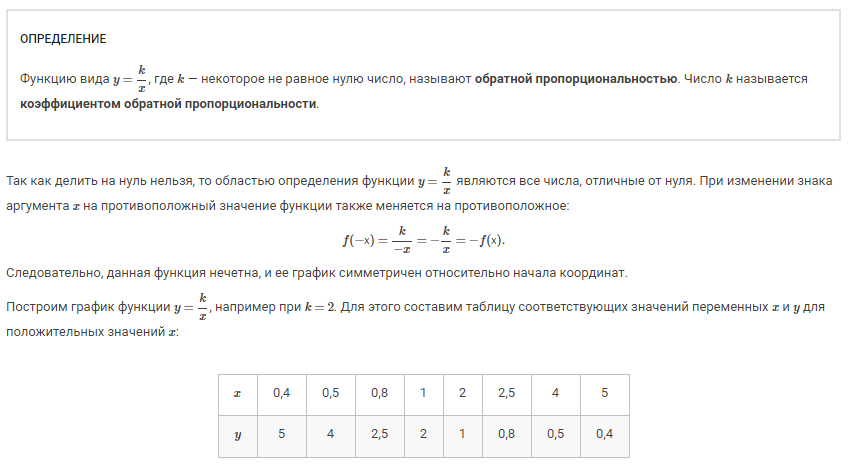 ОПРЕДЕЛЕНИЕ
Функцию вида y = k/x, где k — некоторое не равное нулю число, называют обратной пропорциональностью. Число k называется
коэффициентом обратной пропорциональности.
Так как делить на нуль нельзя, то областью определения функции y = k/x являются все числа, отличные от нуля. При изменении знака
аргумента x на противоположный значение функции также меняется на противоположное:
f(−x) = k/−x = −k/x = −f(x).
Следовательно, данная функция нечетна, и ее график симметричен относительно начала координат.
Построим график функции y = k/x, например при k = 2. Для этого составим таблицу соответствующих значений переменных x и y для
положительных значений x:
x 0,4 0,5 0,8 1 2 2,5 4 5
y 5 4 2,5 2 1 0,8 0,5 0,4